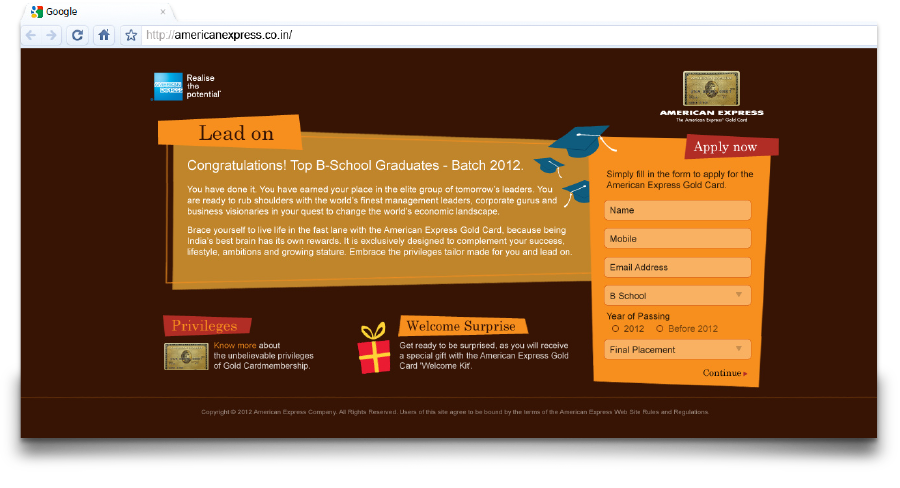 Google
http://americanexpress.co.in/
Realise
the
potential
AMERICAN EXPRESS
The American Express Gold Card
Lead on
Congratulations! Top B-School Graduates - Batch 2012.
You have done it. You have earned your place in the elite group of tomorrow's leaders. You
are ready to rub shoulders with the world's finest management leaders, corporate gurus and
business visionaries in your quest to change the world's economic landscape.
Brace yourself to live life in the fast lane with the American Express Gold Card, because being
India's best brain has its own rewards. It is exclusively designed to complement your success,
lifestyle, ambitions and growing stature. Embrace the privileges tailor made for you and lead on.
Apply now
Simply fill in the form to apply for the
American Express Gold Card.
Name
Mobile
Email Address
B School
Year of Passing
2012 Before 2012
Final Placement
Continue
Privileges
Know more about
the unbelievable privileges
of Gold Cardmembership.
Welcome Surprise
Get ready to be surprised, as you will receive
a special gift with the American Express Gold
Card 'Welcome Kit'.
Copyright © 2012 American Express Company. All Rights Reserved. Users of this site agree to be bound by the terms of the American Express Web Site Rules and Regulations.